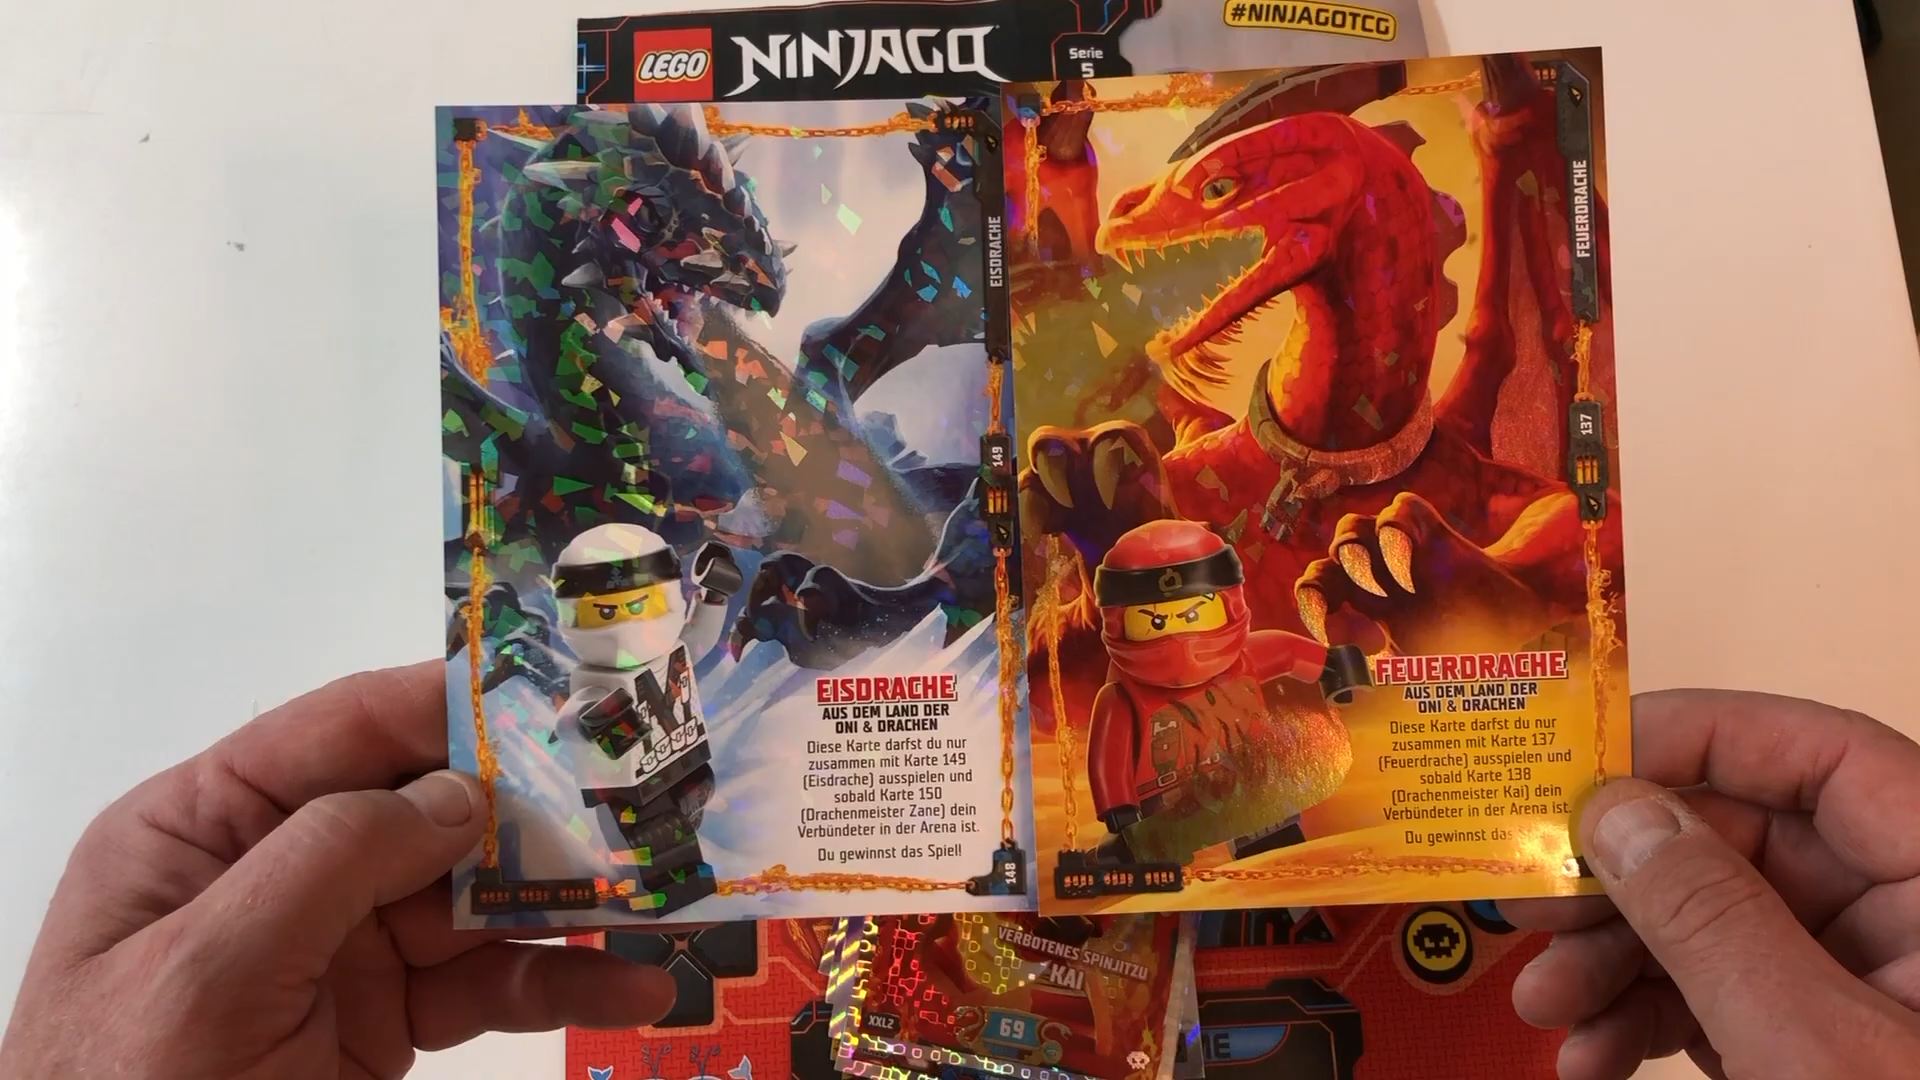 #NINJAGOTCG
LEGO NINJAGO
Serie
5
EISDRACHE
149
EISDRACHE
AUS DEM LAND DER
ONI & DRACHEN
Diese Karte darfst du nur
zusammen mit Karte 149
(Eisdrache) ausspielen und
sobald Karte 150
(Drachenmeister Zane) dein
Verbündeter in der Arena ist.
Du gewinnst das Spiel!
148
FEUERDRACHE
137
FEUERDRACHE
AUS DEM LAND DER
ONI & DRACHEN
Diese Karte darfst du nur
zusammen mit Karte 137
(Feuerdrache) ausspielen und
sobald Karte 138
(Drachenmeister Kai) dein
Verbündeter in der Arena ist.
Du gewinnst das
VERBOTENES SPINJITZU
KAI
XXL2
69